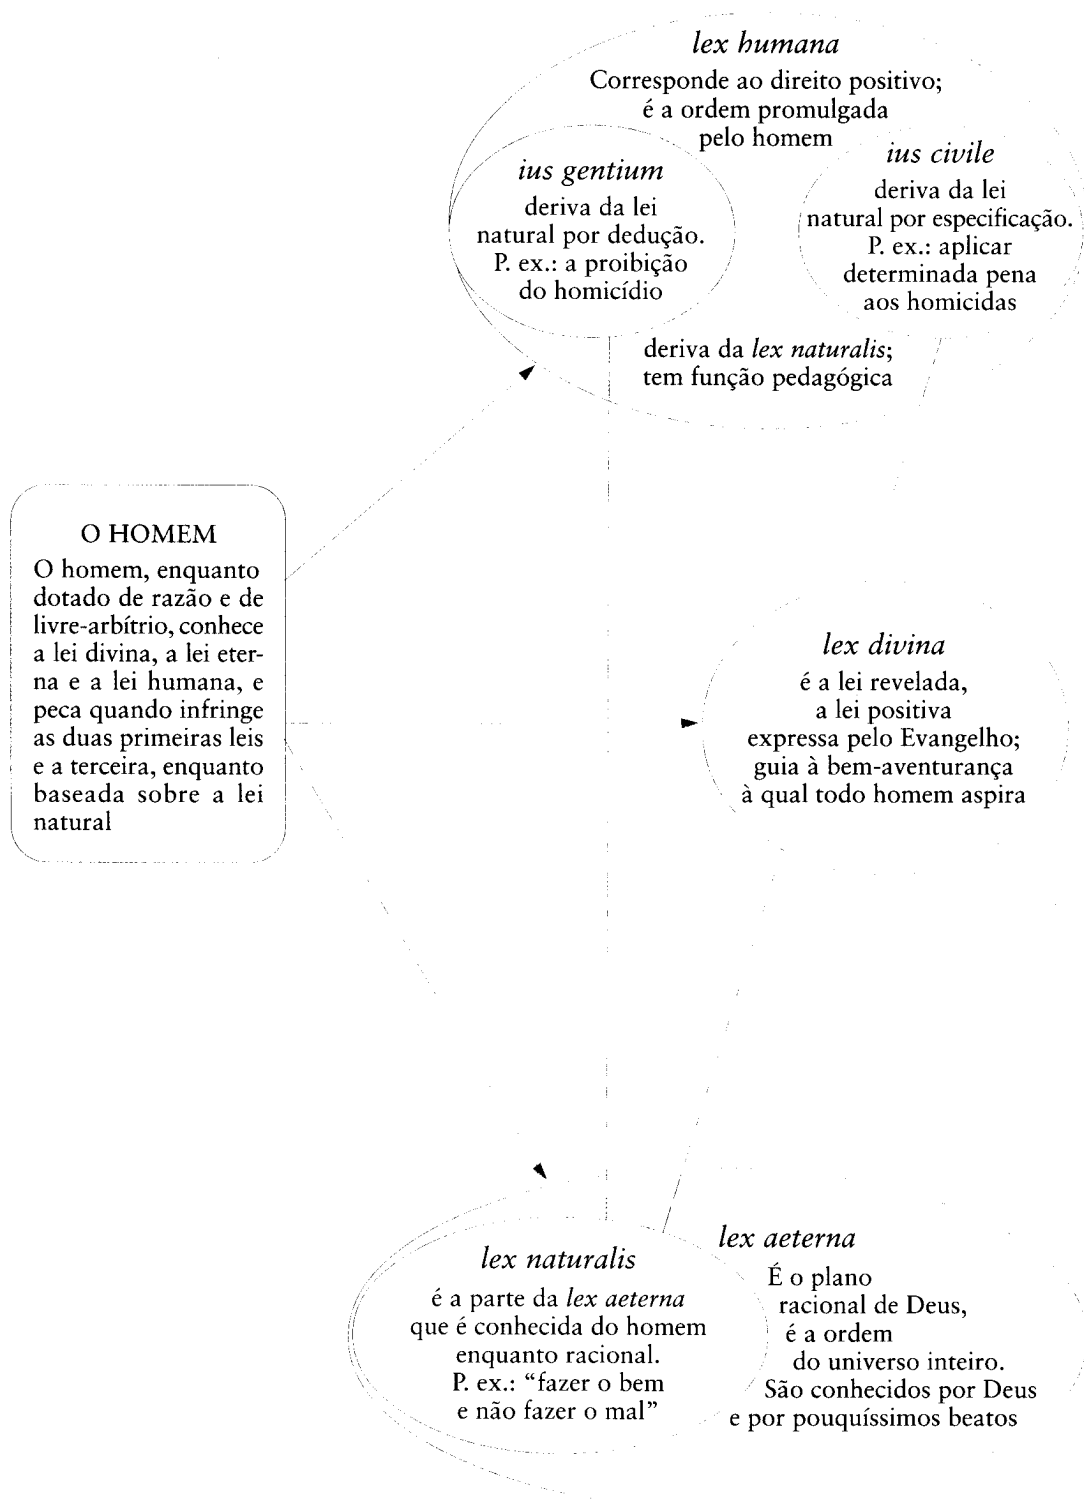 lex humana
Corresponde ao direito positivo;
é a ordem promulgada
pelo homem
ius gentium
deriva da lei
natural por dedução.
P. ex.: a proibição
do homicídio
ius civile
deriva da lei
natural por especificação.
P. ex.: aplicar
determinada pena
aos homicidas
deriva da lex naturalis;
tem função pedagógica
O HOMEM
O homem, enquanto
dotado de razão e de
livre-arbítrio, conhece
a lei divina, a lei eter-
na e a lei humana, e
peca quando infringe
as duas primeiras leis
e a terceira, enquanto
baseada sobre a lei
natural
lex divina
é a lei revelada,
a lei positiva
expressa pelo Evangelho;
guia à bem-aventurança
à qual todo homem aspira
lex naturalis
é a parte da lex aeterna
que é conhecida do homem
enquanto racional.
P. ex.: “fazer o bem
e não fazer o mal”
lex aeterna
É o plano
racional de Deus,
é a ordem
do universo inteiro.
São conhecidos por Deus
e por pouquíssimos beatos